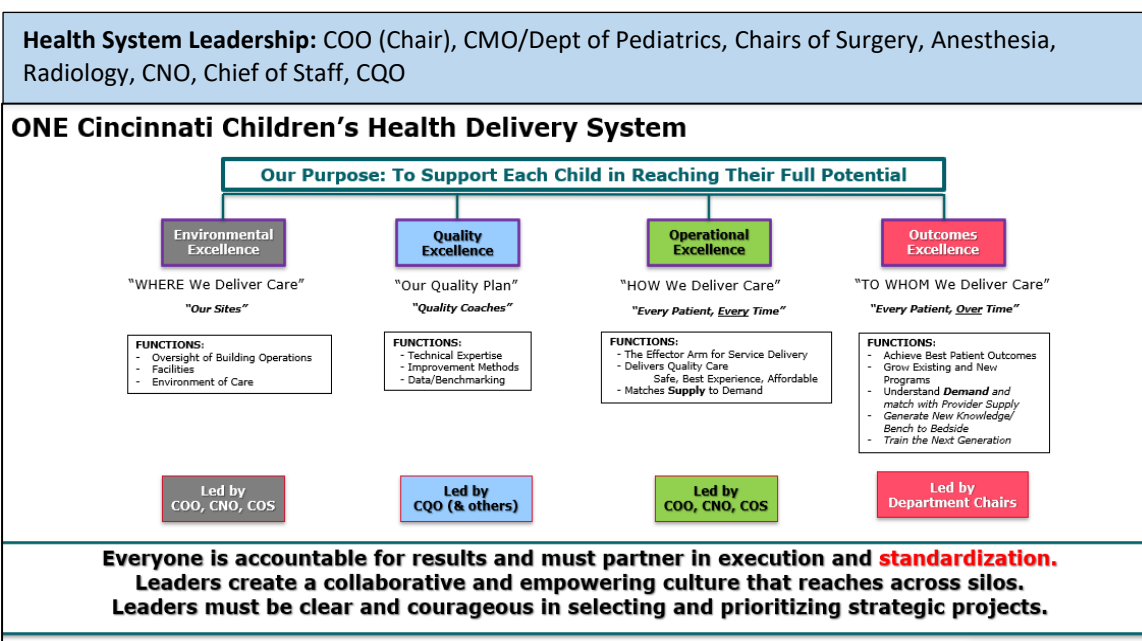 Health System Leadership: COO (Chair), CMO/Dept of Pediatrics, Chairs of Surgery, Anesthesia,
Radiology, CNO, Chief of Staff, CQO
ONE Cincinnati Children's Health Delivery System
Our Purpose: To Support Each Child in Reaching Their Full Potential
Environmental
Excellence
"WHERE We Deliver Care"
"Our Sites"
FUNCTIONS:
- Oversight of Building Operations
- Facilities
- Environment of Care
Led by
COO, CNO, COS
Quality
Excellence
"Our Quality Plan"
"Quality Coaches"
FUNCTIONS:
- Technical Expertise
- Improvement Methods
- Data/Benchmarking
Led by
CQO (& others)
Operational
Excellence
"HOW We Deliver Care"
"Every Patient, Every Time"
FUNCTIONS:
- The Effector Arm for Service Delivery
- Delivers Quality Care
Safe, Best Experience, Affordable
- Matches Supply to Demand
Led by
COO, CNO, COS
Outcomes
Excellence
"TO WHOM We Deliver Care"
"Every Patient, Over Time"
FUNCTIONS:
- Achieve Best Patient Outcomes
- Grow Existing and New
Programs
- Understand Demand and
match with Provider Supply
- Generate New Knowledge/
Bench to Bedside
- Train the Next Generation
Led by
Department Chairs
Everyone is accountable for results and must partner in execution and standardization.
Leaders create a collaborative and empowering culture that reaches across silos.
Leaders must be clear and courageous in selecting and prioritizing strategic projects.